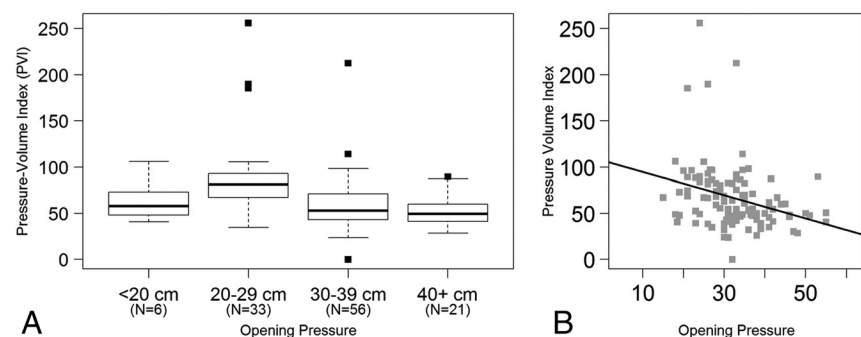 Pressure-Volume Index (PVI)
250
200
150
100
50
0
<20 cm 20-29 cm 30-39 cm 40+ cm
(N=6) (N=33) (N=56) (N=21)
Opening Pressure
A
Pressure Volume Index
250
200
150
100
50
0
10 30 50
Opening Pressure
B